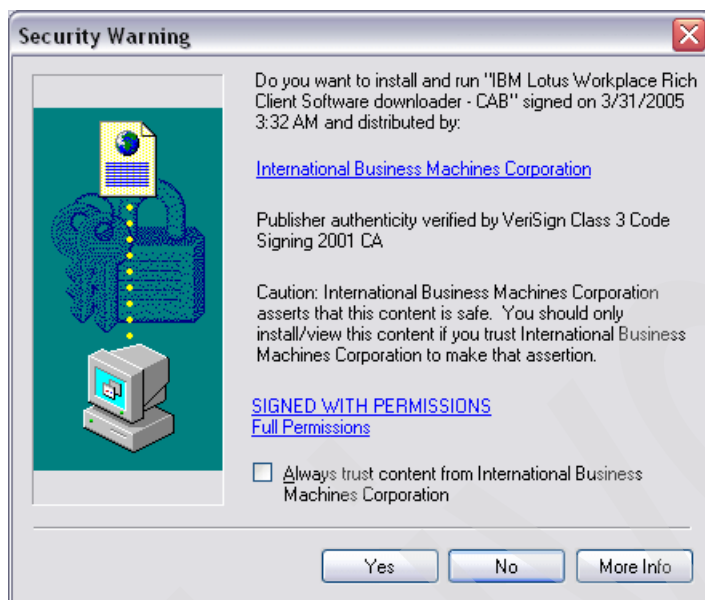 Security Warning
Do you want to install and run "IBM Lotus Workplace Rich
Client Software downloader - CAB" signed on 3/31/2005
3:32 AM and distributed by:
International Business Machines Corporation
Publisher authenticity verified by VeriSign Class 3 Code
Signing 2001 CA
Caution: International Business Machines Corporation
asserts that this content is safe.  You should only
install/view this content if you trust International Business
Machines Corporation to make that assertion.
SIGNED WITH PERMISSIONS
Full Permissions
Always trust content from International Business
Machines Corporation
Yes No More Info